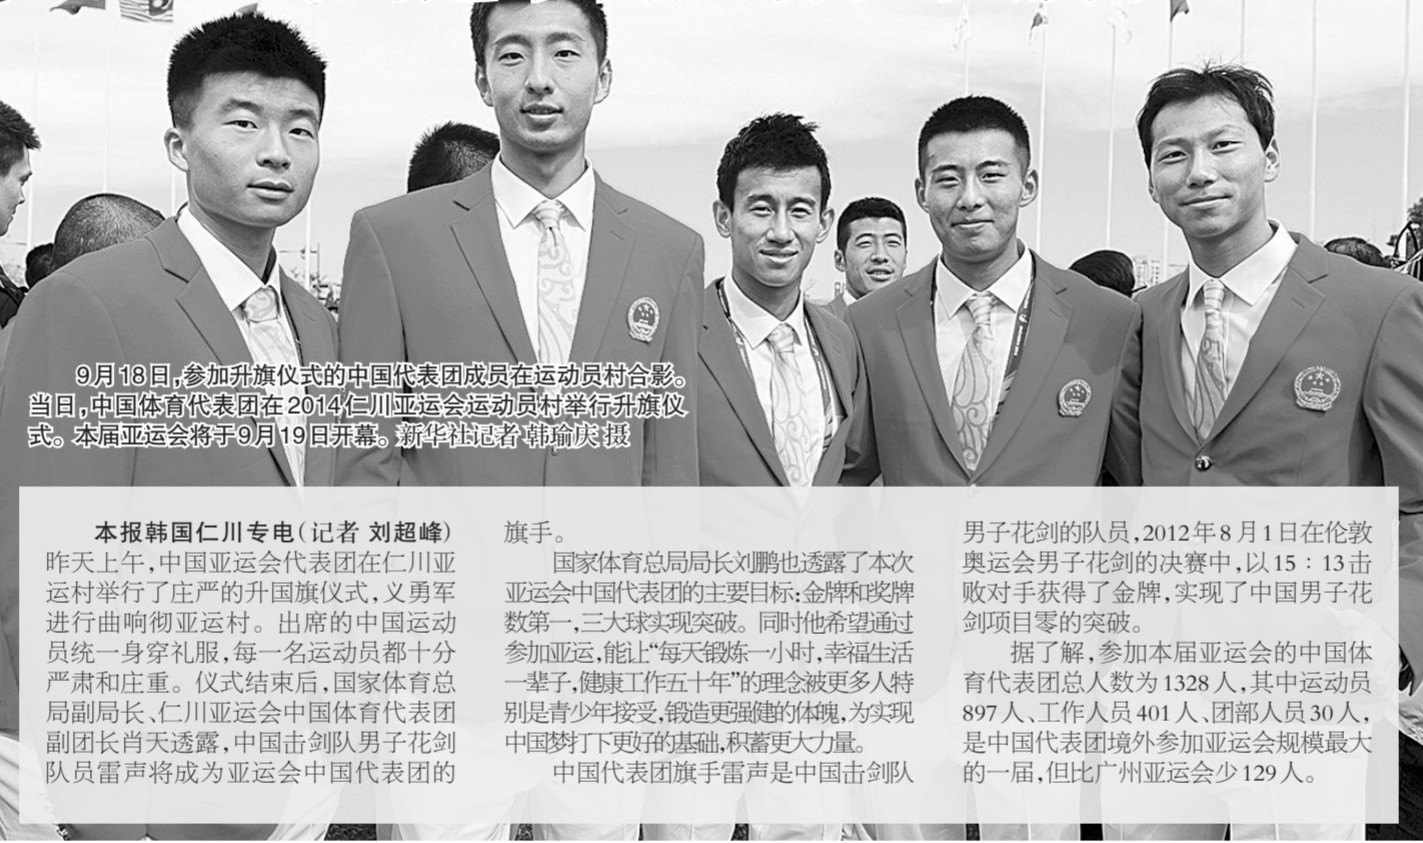 9月18日,参加升旗仪式的中国代表团成员在运动员村合影。
当日,中国体育代表团在2014仁川亚运会运动员村举行升旗仪
式。本届亚运会将于9月19日开幕。新华社记者 韩瑜庆 摄
本报韩国仁川专电(记者 刘超峰)
昨天上午,中国亚运会代表团在仁川亚
运村举行了庄严的升国旗仪式,义勇军
进行曲响彻亚运村。出席的中国运动
员统一身穿礼服,每一名运动员都十分
严肃和庄重。仪式结束后,国家体育总
局副局长、仁川亚运会中国体育代表团
副团长肖天透露,中国击剑队男子花剑
队员雷声将成为亚运会中国代表团的
旗手。
国家体育总局局长刘鹏也透露了本次
亚运会中国代表团的主要目标:金牌和奖牌
数第一,三大球实现突破。同时他希望通过
参加亚运,能让“每天锻炼一小时,幸福生活
一辈子,健康工作五十年”的理念被更多人特
别是青少年接受,锻造更强健的体魄,为实现
中国梦打下更好的基础,积蓄更大力量。
中国代表团旗手雷声是中国击剑队
男子花剑的队员,2012年8月1日在伦敦
奥运会男子花剑的决赛中,以15∶13击
败对手获得了金牌,实现了中国男子花
剑项目零的突破。
据了解,参加本届亚运会的中国体
育代表团总人数为1328人,其中运动员
897人、工作人员401人、团部人员30人,
是中国代表团境外参加亚运会规模最大
的一届,但比广州亚运会少129人。